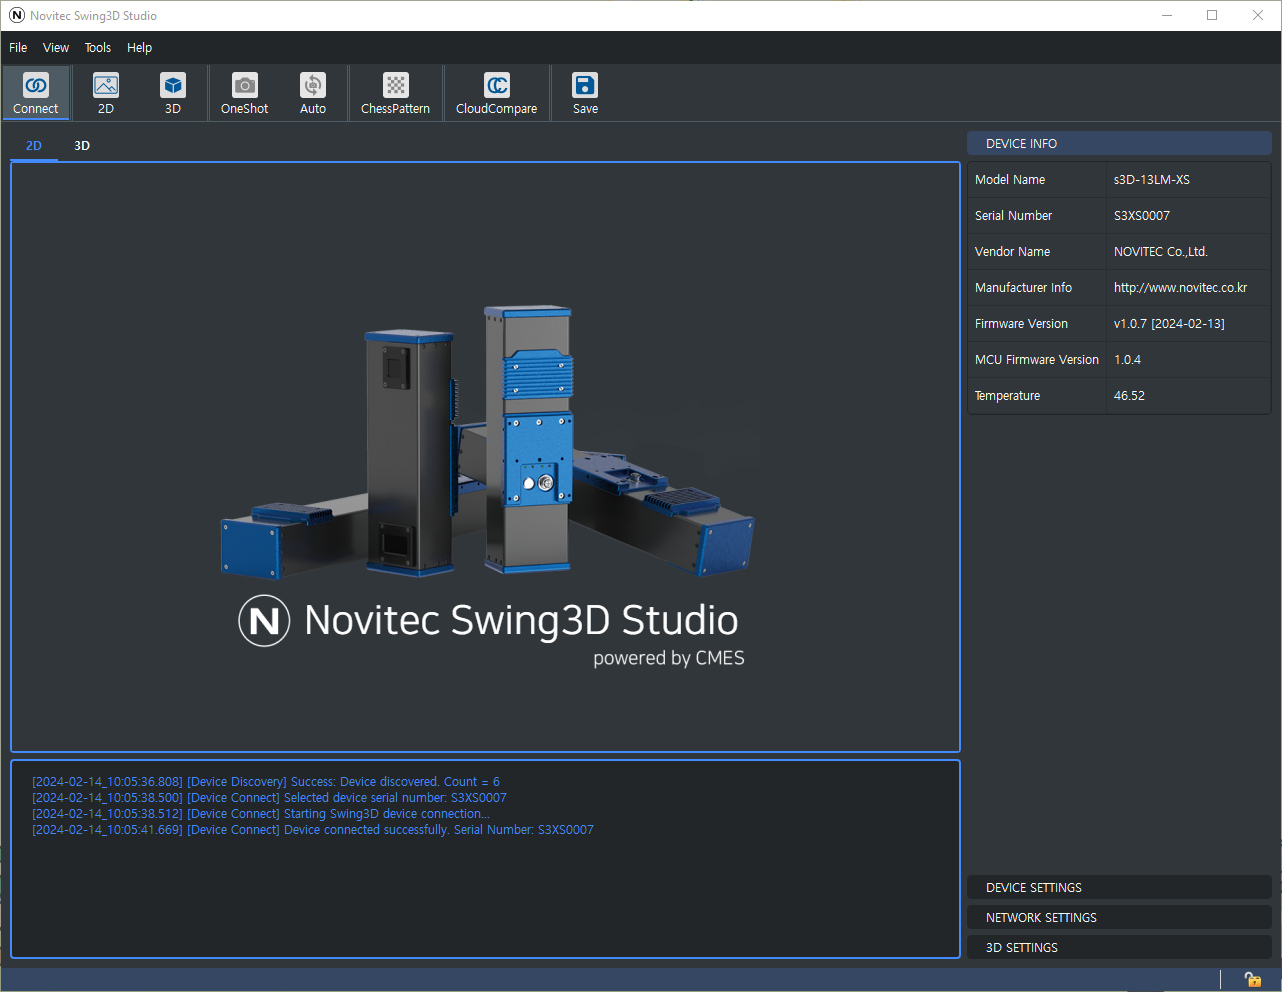 Novitec Swing3D Studio
File View Tools Help
Connect 2D 3D OneShot Auto ChessPattern CloudCompare Save
2D 3D
N Novitec Swing3D Studio
powered by CMES
[2024-02-14_10:05:36.808] [Device Discovery] Success: Device discovered. Count = 6
[2024-02-14_10:05:38.500] [Device Connect] Selected device serial number: S3XS0007
[2024-02-14_10:05:38.512] [Device Connect] Starting Swing3D device connection...
[2024-02-14_10:05:41.669] [Device Connect] Device connected successfully. Serial Number: S3XS0007
DEVICE INFO
Model Name s3D-13LM-XS
Serial Number S3XS0007
Vendor Name NOVITEC Co.,Ltd.
Manufacturer Info http://www.novitec.co.kr
Firmware Version v1.0.7 [2024-02-13]
MCU Firmware Version 1.0.4
Temperature 46.52
DEVICE SETTINGS
NETWORK SETTINGS
3D SETTINGS